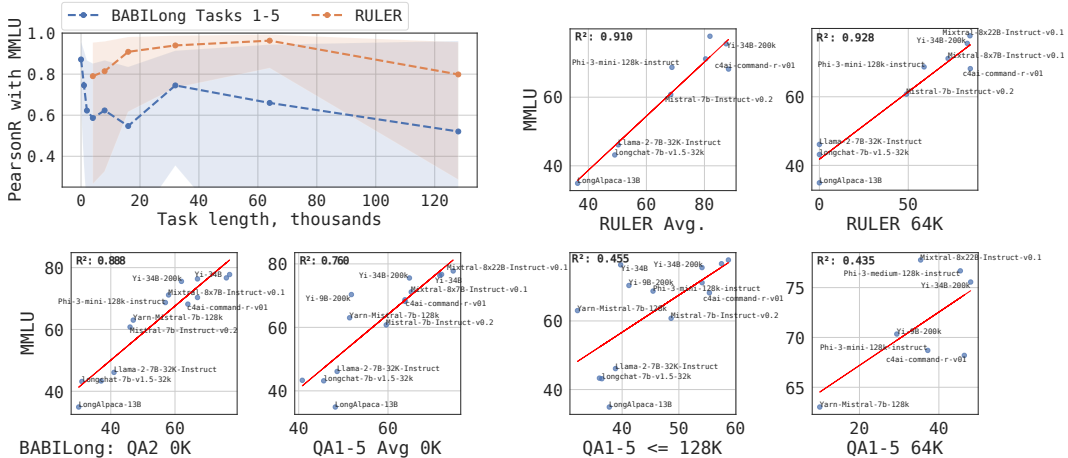 BABILong Tasks 1-5
RULER
PearsonR with MMLU
1.0
0.8
0.6
0.4
0
20
40
60
80
100
120
Task length, thousands
R²: 0.910
Yi-34B-200k
Phi-3-mini-128k-instruct
c4ai-command-r-v01
Mistral-7b-Instruct-v0.2
Llama-2-7B-32K-Instruct
longchat-7b-v1.5-32k
LongAlpaca-13B
MMLU
60
40
40
60
80
RULER Avg.
R²: 0.928
Mixtral-8x22B-Instruct-v0.1
Yi-34B-200k
Mixtral-8x7B-Instruct-v0.1
Phi-3-mini-128k-instruct
c4ai-command-r-v01
Mistral-7b-Instruct-v0.2
Llama-2-7B-32K-Instruct
longchat-7b-v1.5-32k
LongAlpaca-13B
60
40
0
50
RULER 64K
R²: 0.888
Yi-34B
Yi-34B-200k
Mixtral-8x7B-Instruct-v0.1
Phi-3-mini-128k-instruct
c4ai-command-r-v01
Yarn-Mistral-7b-128k
Mistral-7b-Instruct-v0.2
Llama-2-7B-32K-Instruct
longchat-7b-v1.5-32k
LongAlpaca-13B
MMLU
80
60
40
40
60
BABILong: QA2 0K
R²: 0.760
Mixtral-8x22B-Instruct-v0.1
Yi-34B-200k
Yi-34B
Mixtral-8x7B-Instruct-v0.1
Yi-9B-200k
c4ai-command-r-v01
Yarn-Mistral-7b-128k
Mistral-7b-Instruct-v0.2
Llama-2-7B-32K-Instruct
longchat-7b-v1.5-32k
LongAlpaca-13B
80
60
40
40
60
QA1-5 Avg 0K
R²: 0.455
Yi-34B
Yi-34B-200k
Yi-9B-200k
Phi-3-mini-128k-instruct
c4ai-command-r-v01
Yarn-Mistral-7b-128k
Mistral-7b-Instruct-v0.2
Llama-2-7B-32K-Instruct
longchat-7b-v1.5-32k
LongAlpaca-13B
60
40
40
50
60
QA1-5 <= 128K
R²: 0.435
Mixtral-8x22B-Instruct-v0.1
Phi-3-medium-128k-instruct
Yi-34B-200k
Yi-9B-200k
Phi-3-mini-128k-instruct
c4ai-command-r-v01
Yarn-Mistral-7b-128k
75
70
65
20
40
QA1-5 64K